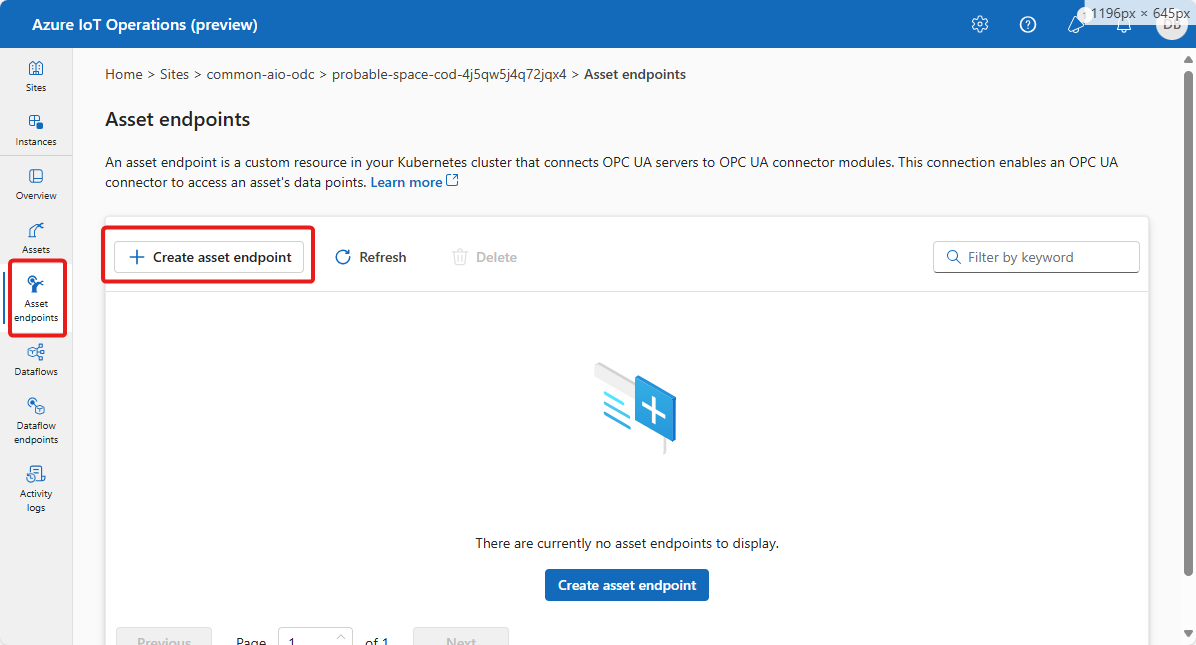 Azure IoT Operations (preview)
1196px × 645px
Sites
Instances
Overview
Assets
Asset
endpoints
Dataflows
Dataflow
endpoints
Activity
logs
Home > Sites > common-aio-odc > probable-space-cod-4j5qw5j4q72jqx4 > Asset endpoints
Asset endpoints
An asset endpoint is a custom resource in your Kubernetes cluster that connects OPC UA servers to OPC UA connector modules. This connection enables an OPC UA
connector to access an asset's data points. Learn more
Create asset endpoint
Refresh
Delete
Filter by keyword
There are currently no asset endpoints to display.
Create asset endpoint
Previous
Page
1
of 1
Next